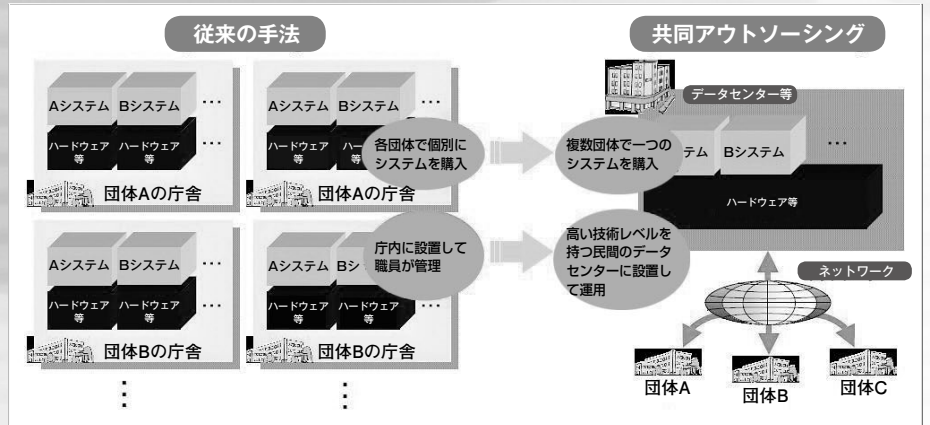 従来の手法
Aシステム Bシステム …
ハードウェア等 ハードウェア等 …
団体Aの庁舎
Aシステム Bシステム …
ハードウェア等 …
団体Aの庁舎
各団体で個別に
システムを購入
Aシステム Bシステム …
ハードウェア等 ハードウェア等 …
団体Bの庁舎
Aシステム Bシ …
ハードウェア等 ハードウェア等 …
団体Bの庁舎
庁内に設置して
職員が管理
⋮ ⋮
共同アウトソーシング
データセンター等
複数団体で一つの
システムを購入
テム Bシステム …
ハードウェア等
高い技術レベルを
持つ民間のデータ
センターに設置し
て運用
ネットワーク
団体A 団体B 団体C